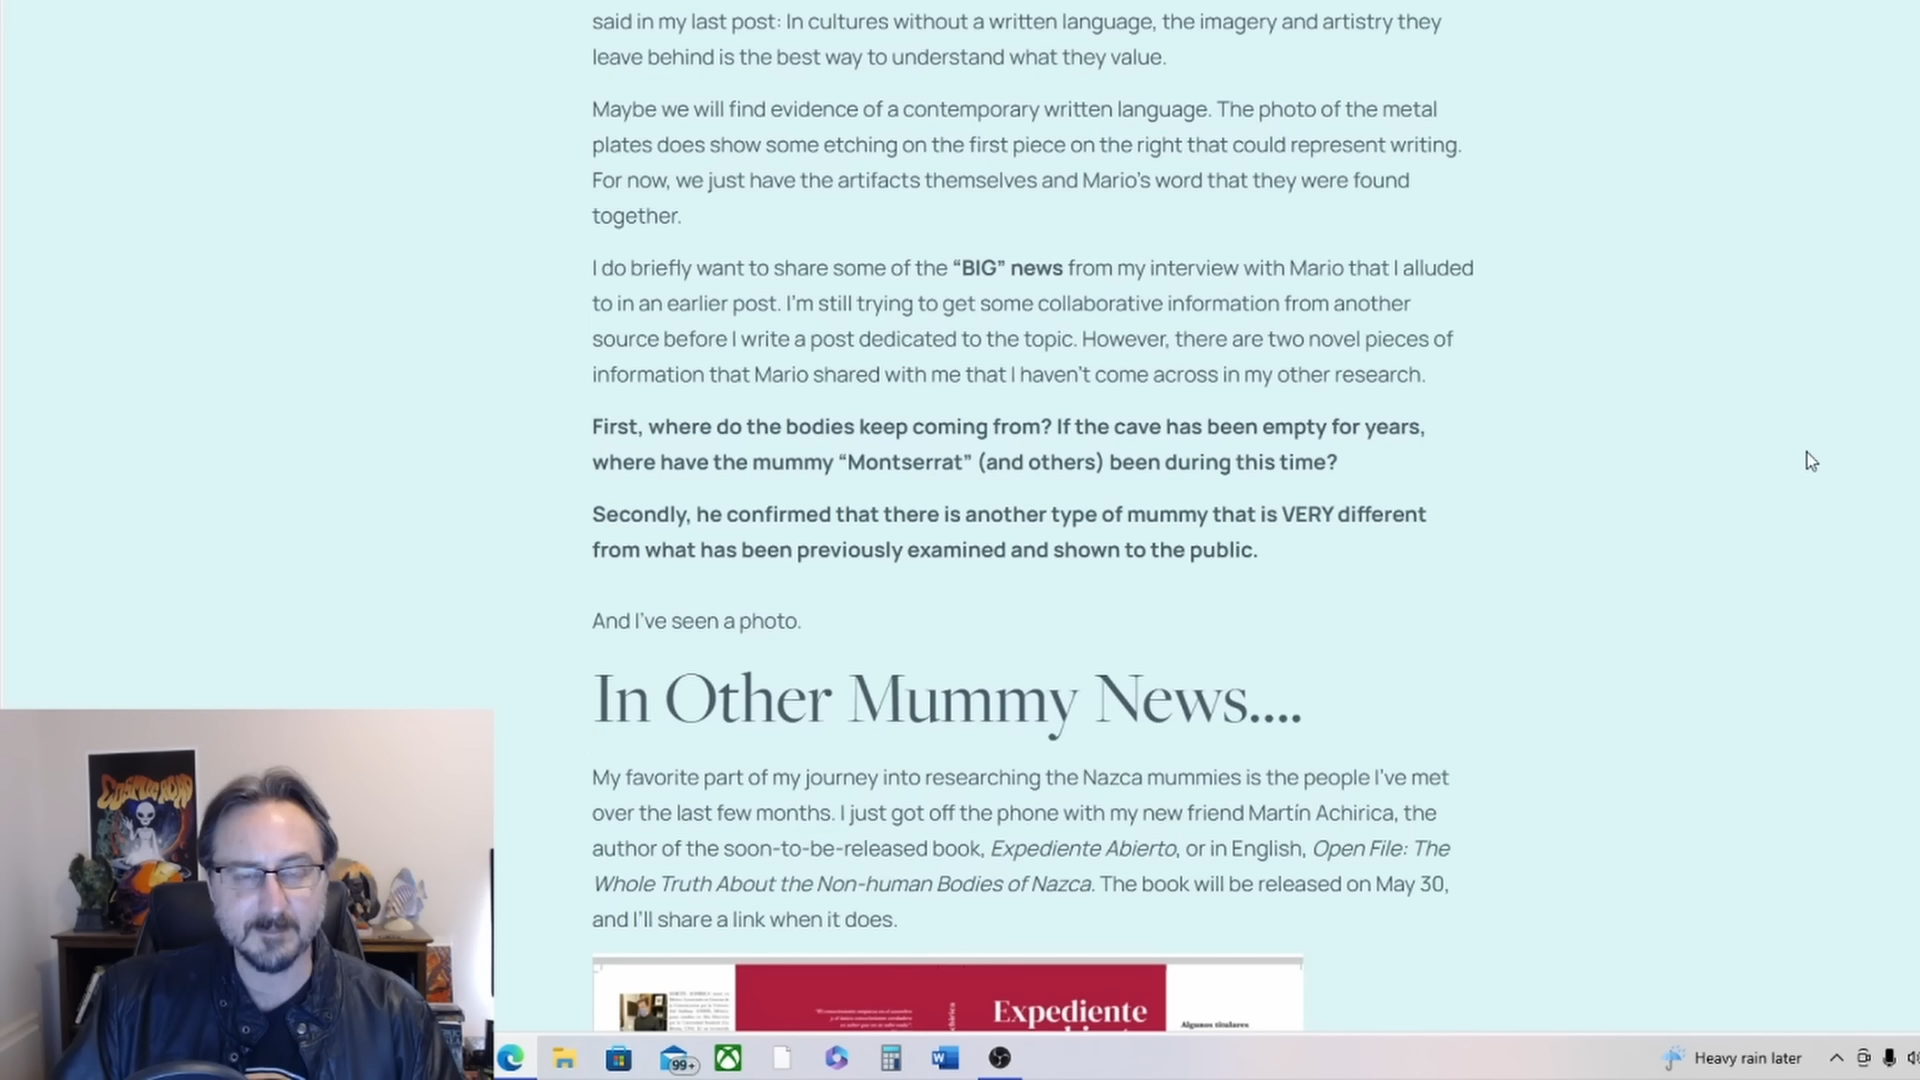 said in my last post: In cultures without a written language, the imagery and artistry they
leave behind is the best way to understand what they value.
Maybe we will find evidence of a contemporary written language. The photo of the metal
plates does show some etching on the first piece on the right that could represent writing.
For now, we just have the artifacts themselves and Mario’s word that they were found
together.
I do briefly want to share some of the “BIG” news from my interview with Mario that I alluded
to in an earlier post. I’m still trying to get some collaborative information from another
source before I write a post dedicated to the topic. However, there are two novel pieces of
information that Mario shared with me that I haven’t come across in my other research.
First, where do the bodies keep coming from? If the cave has been empty for years,
where have the mummy “Montserrat” (and others) been during this time?
Secondly, he confirmed that there is another type of mummy that is VERY different
from what has been previously examined and shown to the public.
And I’ve seen a photo.
In Other Mummy News....
My favorite part of my journey into researching the Nazca mummies is the people I’ve met
over the last few months. I just got off the phone with my new friend Martín Achirica, the
author of the soon-to-be-released book, Expediente Abierto, or in English, Open File: The
Whole Truth About the Non-human Bodies of Nazca. The book will be released on May 30,
and I’ll share a link when it does.
Expediente
Algunos titulares
COSMIC ROAD
99+
Heavy rain later